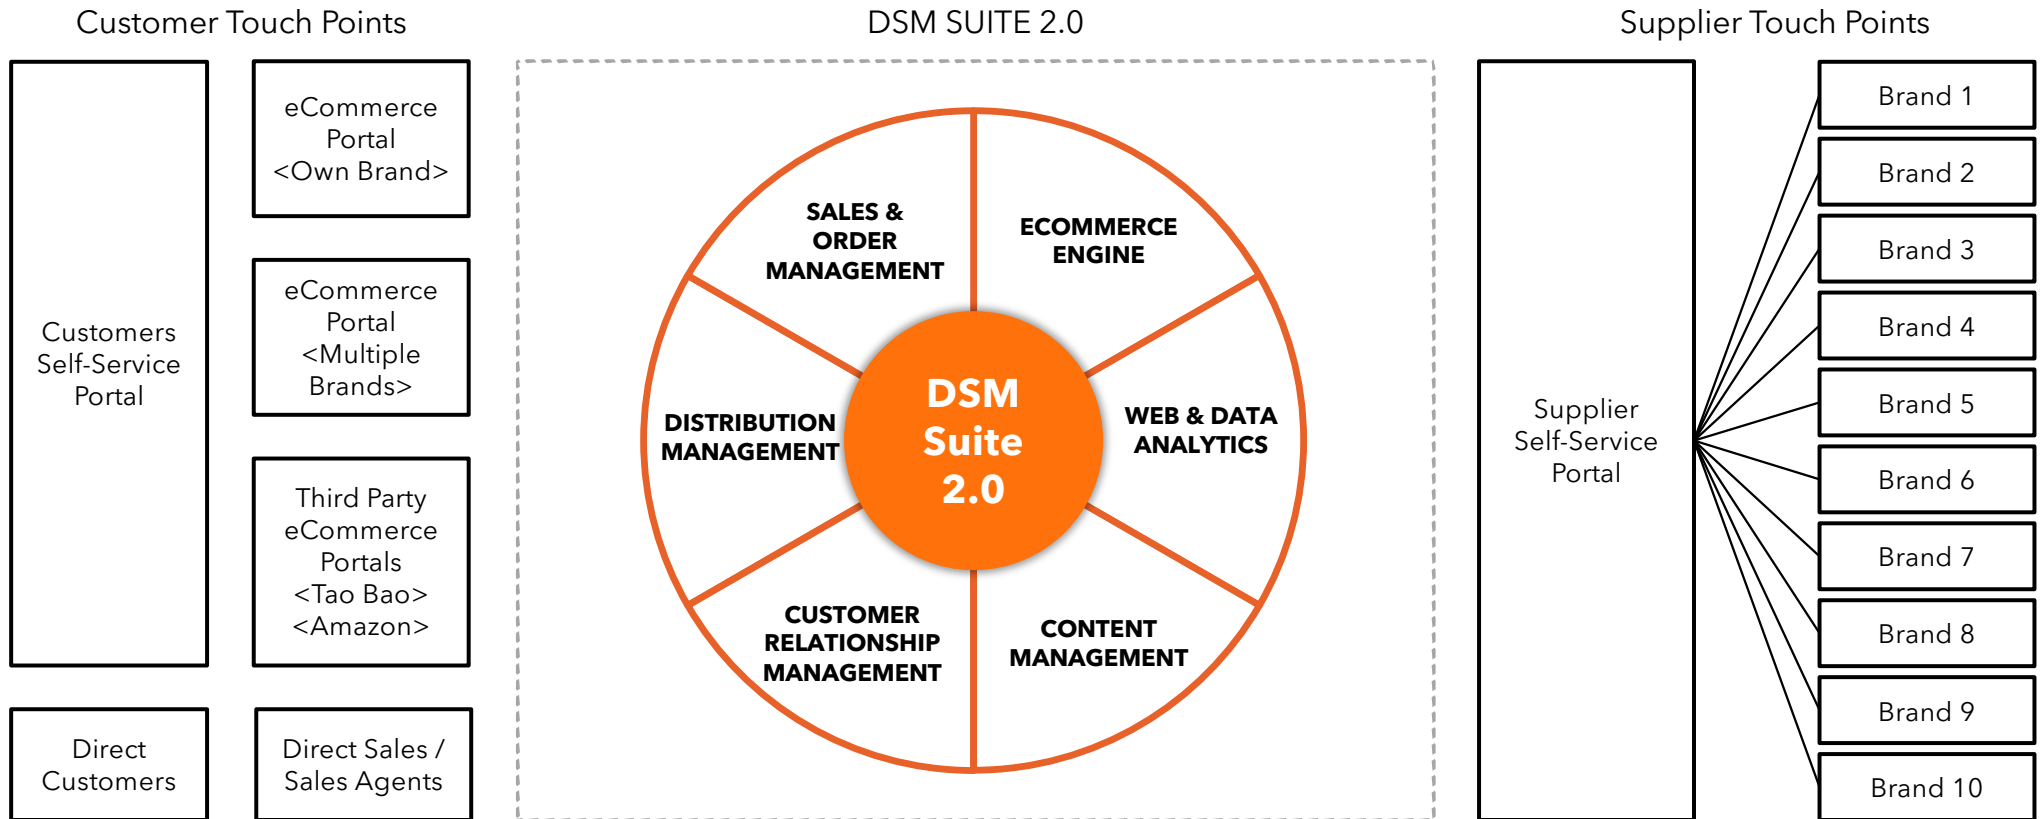 Customer Touch Points
DSM SUITE 2.0
Supplier Touch Points
Customers
Self-Service
Portal
eCommerce
Portal
<Own Brand>
eCommerce
Portal
<Multiple
Brands>
Third Party
eCommerce
Portals
<Tao Bao>
<Amazon>
Direct
Customers
Direct Sales /
Sales Agents
SALES &
ORDER
MANAGEMENT
ECOMMERCE
ENGINE
DISTRIBUTION
MANAGEMENT
DSM
Suite
2.0
WEB & DATA
ANALYTICS
CUSTOMER
RELATIONSHIP
MANAGEMENT
CONTENT
MANAGEMENT
Supplier
Self-Service
Portal
Brand 1
Brand 2
Brand 3
Brand 4
Brand 5
Brand 6
Brand 7
Brand 8
Brand 9
Brand 10